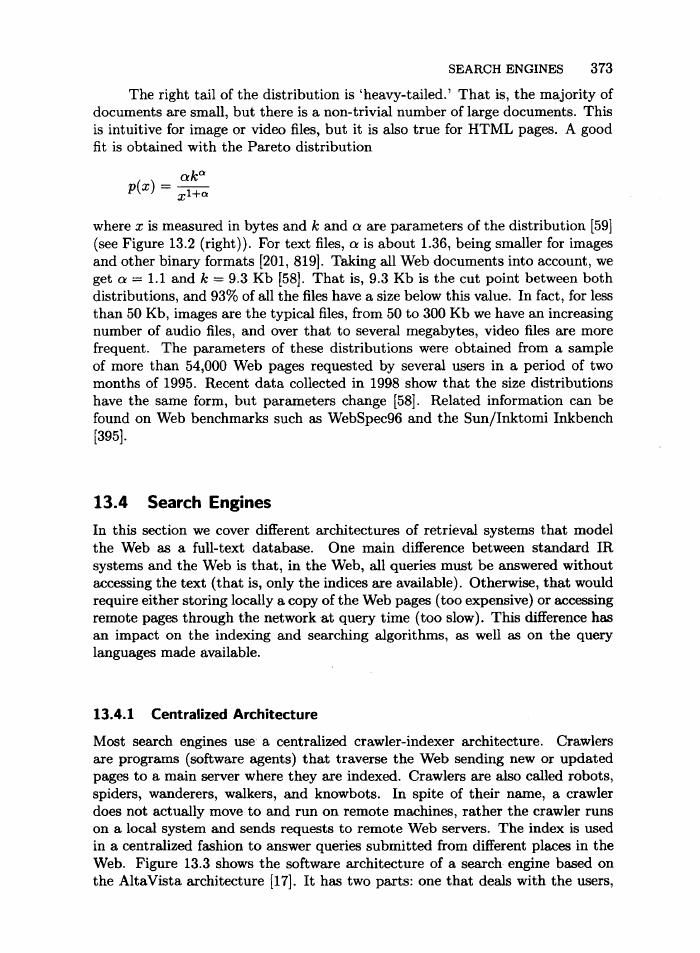 SEARCH ENGINES 373
The right tail of the distribution is ‘heavy-tailed.’ That is, the majority of
documents are small, but there is a non-trivial number of large documents. This
is intuitive for image or video files, but it is also true for HTML pages. A good
fit is obtained with the Pareto distribution
p(x) = αk^α / x^{1+α}
where x is measured in bytes and k and α are parameters of the distribution [59]
(see Figure 13.2 (right)). For text files, α is about 1.36, being smaller for images
and other binary formats [201, 819]. Taking all Web documents into account, we
get α = 1.1 and k = 9.3 Kb [58]. That is, 9.3 Kb is the cut point between both
distributions, and 93% of all the files have a size below this value. In fact, for less
than 50 Kb, images are the typical files, from 50 to 300 Kb we have an increasing
number of audio files, and over that to several megabytes, video files are more
frequent. The parameters of these distributions were obtained from a sample
of more than 54,000 Web pages requested by several users in a period of two
months of 1995. Recent data collected in 1998 show that the size distributions
have the same form, but parameters change [58]. Related information can be
found on Web benchmarks such as WebSpec96 and the Sun/Inktomi Inkbench
[395].
13.4 Search Engines
In this section we cover different architectures of retrieval systems that model
the Web as a full-text database. One main difference between standard IR
systems and the Web is that, in the Web, all queries must be answered without
accessing the text (that is, only the indices are available). Otherwise, that would
require either storing locally a copy of the Web pages (too expensive) or accessing
remote pages through the network at query time (too slow). This difference has
an impact on the indexing and searching algorithms, as well as on the query
languages made available.
13.4.1 Centralized Architecture
Most search engines use a centralized crawler-indexer architecture. Crawlers
are programs (software agents) that traverse the Web sending new or updated
pages to a main server where they are indexed. Crawlers are also called robots,
spiders, wanderers, walkers, and knowbots. In spite of their name, a crawler
does not actually move to and run on remote machines, rather the crawler runs
on a local system and sends requests to remote Web servers. The index is used
in a centralized fashion to answer queries submitted from different places in the
Web. Figure 13.3 shows the software architecture of a search engine based on
the AltaVista architecture [17]. It has two parts: one that deals with the users,